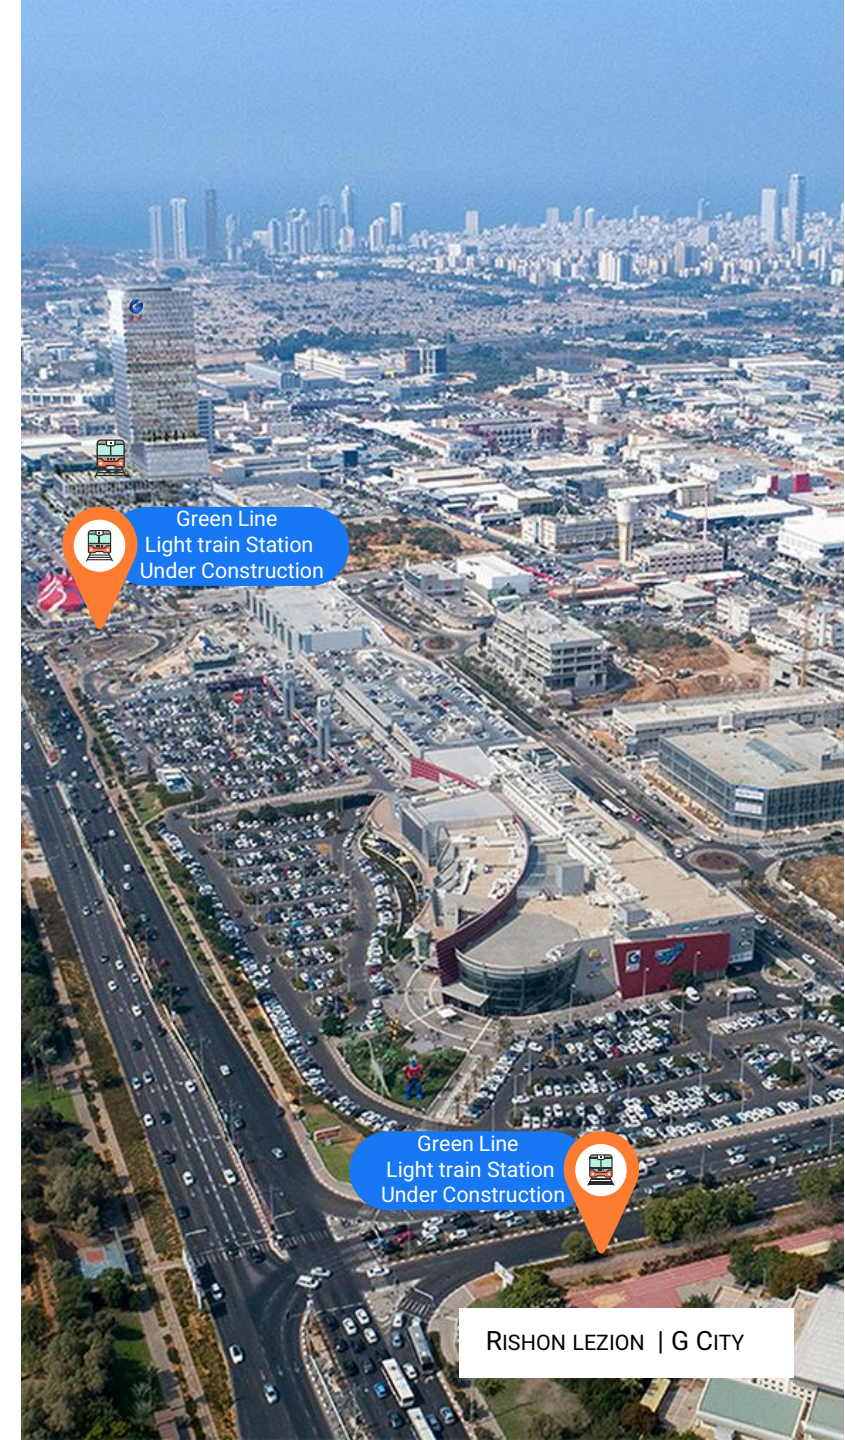 Green Line
Light train Station
Under Construction
Green Line
Light train Station
Under Construction
RISHON LEZION | G CITY